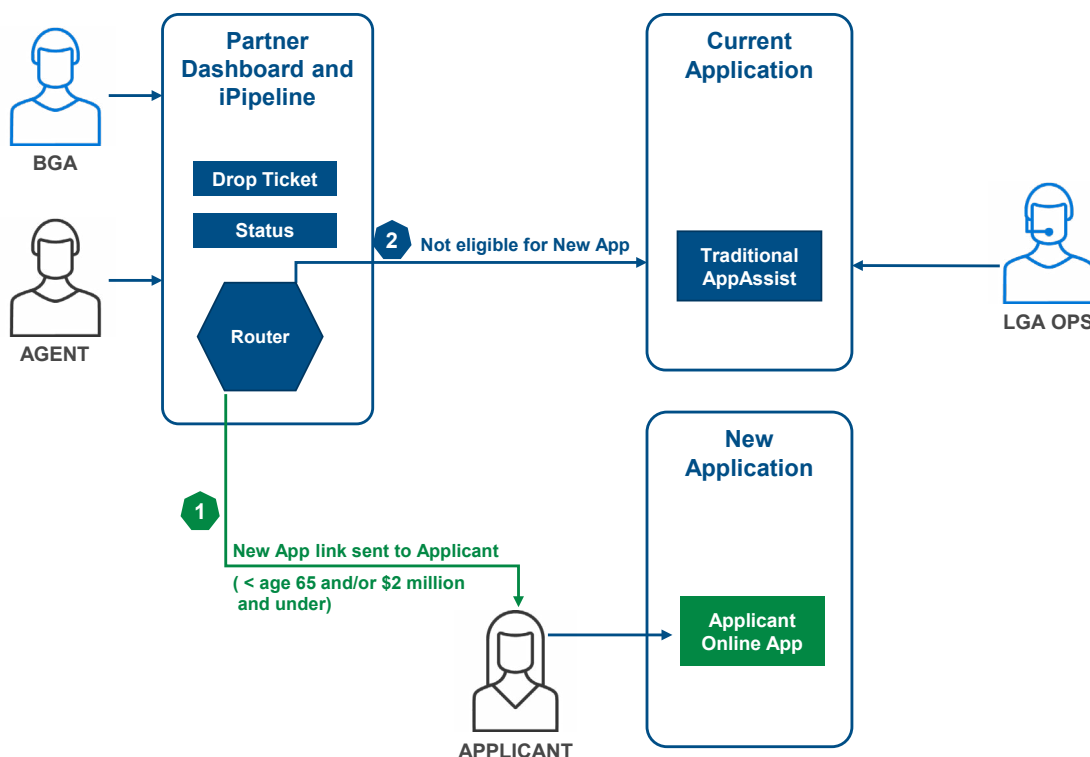 Partner
Dashboard and
iPipeline
Current
Application
BGA
Drop Ticket
Status
2
Not eligible for New App
Traditional
AppAssist
Router
AGENT
LGA OPS
New
Application
1
New App link sent to Applicant
( < age 65 and/or $2 million
and under)
Applicant
Online App
APPLICANT